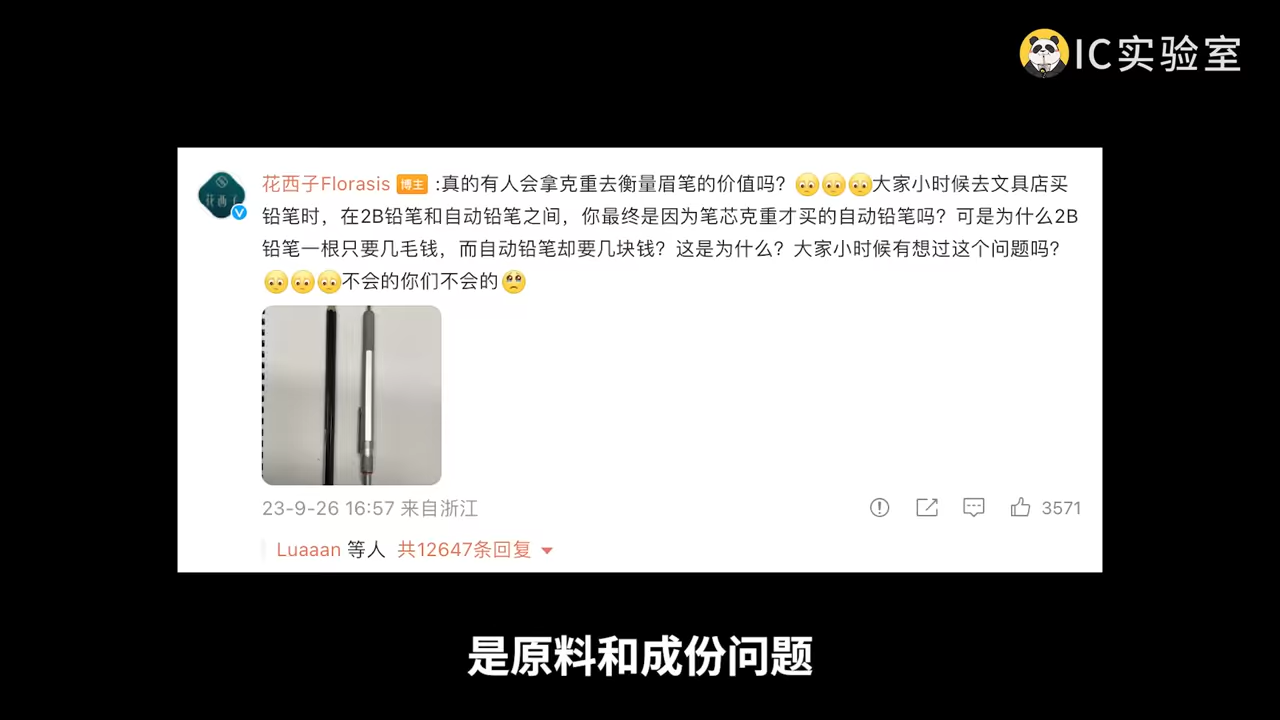 IC实验室
花西子Florasis 博主 :真的有人会拿克重去衡量眉笔的价值吗？大家小时候去文具店买
铅笔时，在2B铅笔和自动铅笔之间，你最终是因为笔芯克重才买的自动铅笔吗？可是为什么2B
铅笔一根只要几毛钱，而自动铅笔却要几块钱？这是为什么？大家小时候有想过这个问题吗？
不会的你们不会的
23-9-26 16:57 来自浙江
3571
Luaaan 等人 共12647条回复
是原料和成份问题